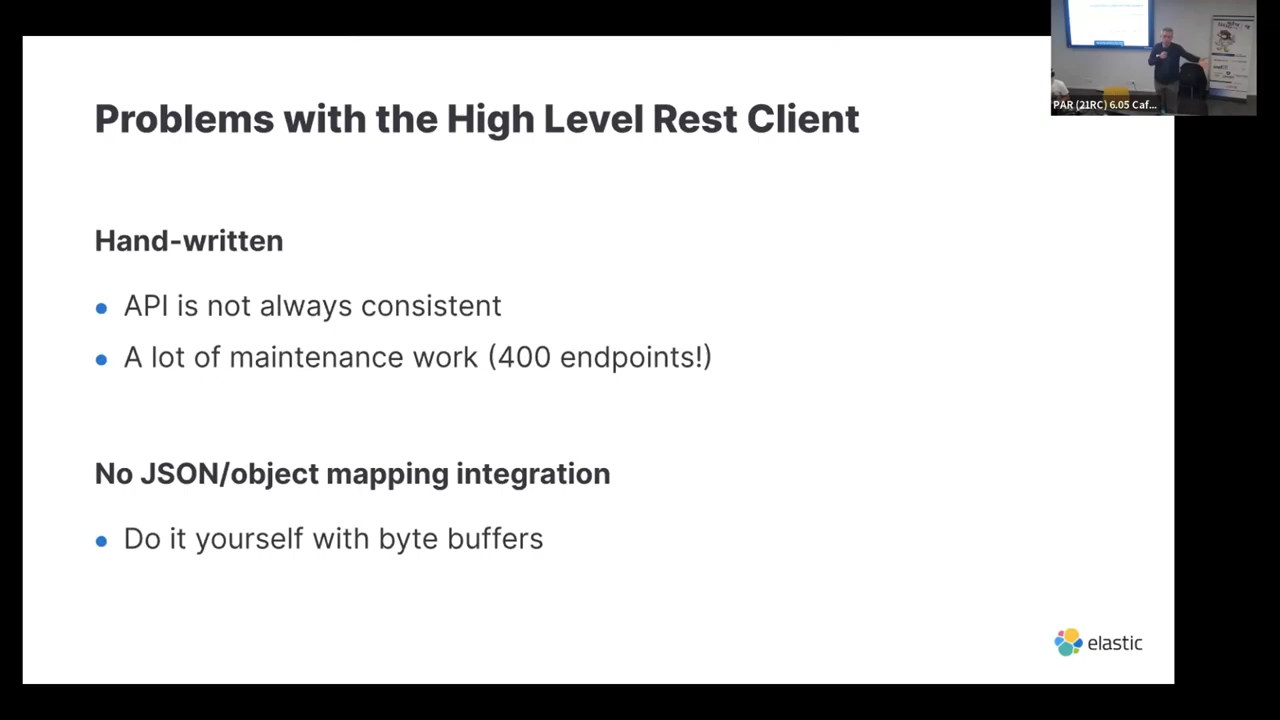 Problems with the High Level Rest Client
PAR (21RC) 6.05 Caf...
Hand-written
API is not always consistent
A lot of maintenance work (400 endpoints!)
No JSON/object mapping integration
Do it yourself with byte buffers
elastic